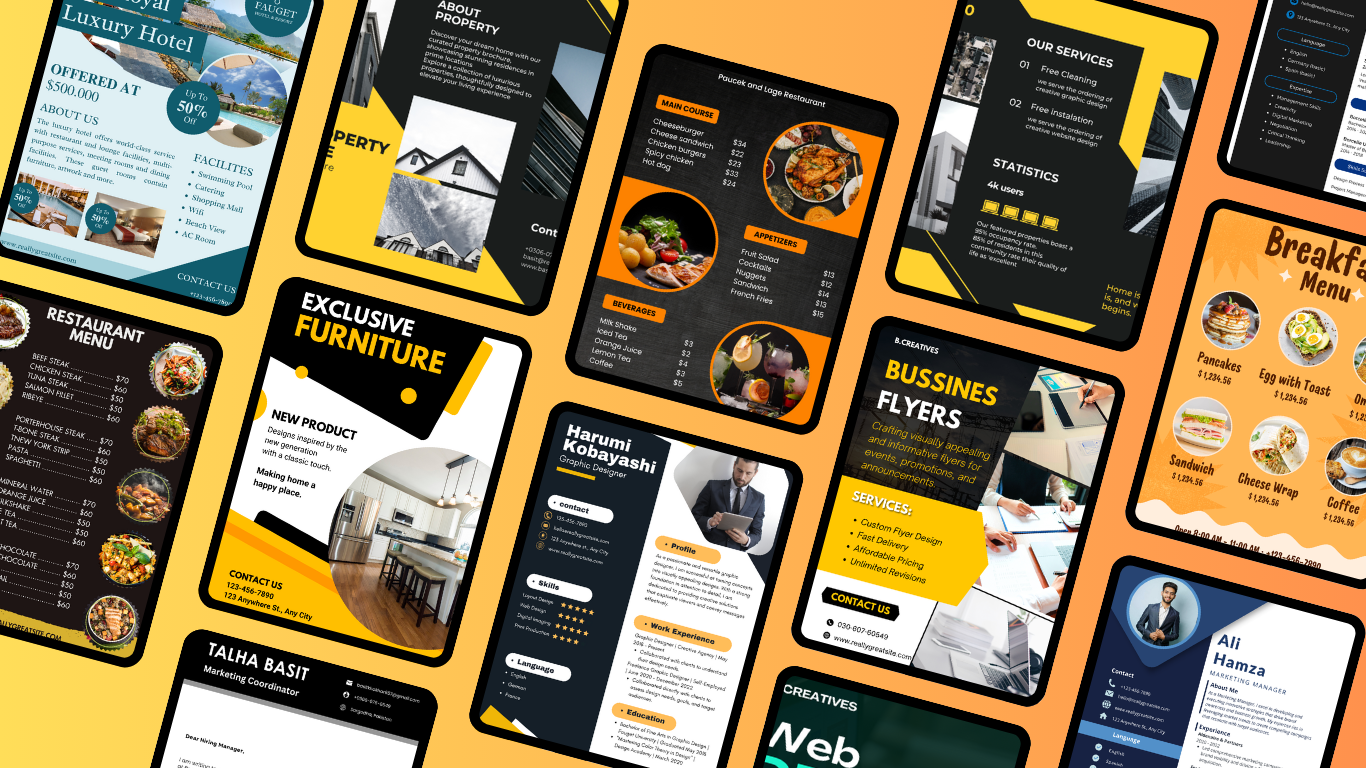 Royal
Luxury Hotel
FAUGET
HOTEL & RESORT
OFFERED AT
$500.000
Up To
50%
Off
ABOUT US
The luxury hotel offers world-class service
with restaurant and lounge facilities, multi-
purpose services, meeting rooms and dining
facilities. These guest rooms contain
furniture, artwork and more.
FACILITES
• Swimming Pool
• Catering
• Shopping Mall
• Wifi
• Beach View
• AC Room
Up To
50%
Off
Up To
50%
Off
www.reallygreatsite.com
CONTACT US
+123-456-789
ABOUT
PROPERTY
Discover your dream home with our
curated property brochure,
showcasing stunning residences in
prime locations
Explore a collection of luxurious
properties, thoughtfully designed to
elevate your living experience
PERTY
E
re
Cont
+0306-0
basit@re
www.bat
Paucek and Lage Restaurant
MAIN COURSE
Cheeseburger $34
Cheese sandwich $22
Chicken burgers $23
Spicy chicken $33
Hot dog $24
APPETIZERS
Fruit Salad $13
Cocktails $12
Nuggets $14
Sandwich $13
French Fries $15
BEVERAGES
Milk Shake $3
Iced Tea $2
Orange Juice $4
Lemon Tea $3
Coffee $5
0
OUR SERVICES
01 Free Cleaning
we serve the ordering of
creative graphic design
02 Free instalation
we serve the ordering of
creative website design
STATISTICS
4k users
Our featured properties boast a
95% occupancy rate.
85% of residents in this
community rate their quality of
life as 'excellent
Home is
is, and w
begins.
hello@reallygreatsite.com
123 Anywhere St., Any City
Language
• English
• Germany (basic)
• Spain (basic)
Expertise
• Management Skills
• Creativity
• Digital Marketing
• Negotiation
• Critical Thinking
• Leadership
Breakfa
Menu
Pancakes
$ 1,234.56
Egg with Toast
$ 1,234.56
On
Sandwich
$ 1,234.56
Cheese Wrap
$ 1,234.56
Coffee
$ 1,234.56
Open 8:00 AM - 11:00 AM • +123-456-7890
RESTAURANT
MENU
BEEF STEAK $70
CHICKEN STEAK $60
TUNA STEAK $50
SALMON FILLET $50
RIBEYE $60
PORTERHOUSE STEAK $70
T-BONE STEAK $60
TNEW YORK STRIP $50
PASTA $50
SPAGHETTI $60
MINERAL WATER $70
ORANGE JUICE $60
RKSHAKE $50
E TEA $50
T TEA $60
HOCOLATE $70
CHOCOLATE $60
$50
$50
$60
ALLYGREATSITE.COM
EXCLUSIVE
FURNITURE
NEW PRODUCT
Designs inspired by the
new generation
with a classic touch.
Making home a
happy place.
CONTACT US
123-456-7890
123 Anywhere St., Any City
Harumi
Kobayashi
Graphic Designer
contact
123-456-7890
hello@reallygreatsite.com
123 Anywhere st., Any City
www.reallygreatsite.com
• Skills
Layout Design
Web Design
Digital Imaging
Print Production
• Language
• English
• German
• France
• Profile
As a passionate and versatile graphic
designer, I am successful at turning concepts
into visually appealing designs. With a strong
foundation in attention to detail, I am
dedicated to providing creative solutions
that captivate viewers and convey messages
effectively.
• Work Experience
Graphic Designer | Creative Agency | May
2018 - Present
• Collaborated with clients to understand
their design needs.
Freelance Graphic Designer | Self-Employed
| June 2020 - December 2022
• Collaborated directly with clients to
assess design needs, goals, and target
audiences.
• Education
• Bachelor of Fine Arts in Graphic Design |
Fauget University | Graduated May 2015
• "Mastering Color Theory in Design" |
Design Academy | March 2020
B.CREATIVES
BUSSINES
FLYERS
Crafting visually appealing
and informative flyers for
events, promotions, and
announcements.
SERVICES:
• Custom Flyer Design
• Fast Delivery
• Affordable Pricing
• Unlimited Revisions
CONTACT US
030-607-60649
www.reallygreatsite.com
TALHA BASIT
Marketing Coordinator
Sargodha, Pakistan
Dear Hiring Manager,
I am writing
CREATIVES
Web
Ali
Hamza
MARKETING MANAGER
Contact
+123-456-7890
hello@reallygreatsite.com
www.reallygreatsite.com
123 Anywhere St., Any City
Language
English
Spanish
About Me
Experience